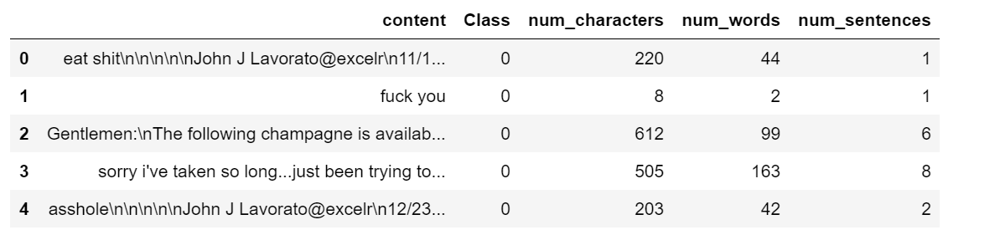 content Class num_characters num_words num_sentences
0 eat shit\n\n\n\n\nJohn J Lavorato@excelr\n11/1... 0 220 44 1
1 fuck you 0 8 2 1
2 Gentlemen:\nThe following champagne is availab... 0 612 99 6
3 sorry i've taken so long...just been trying to... 0 505 163 8
4 asshole\n\n\n\n\nJohn J Lavorato@excelr\n12/23... 0 203 42 2